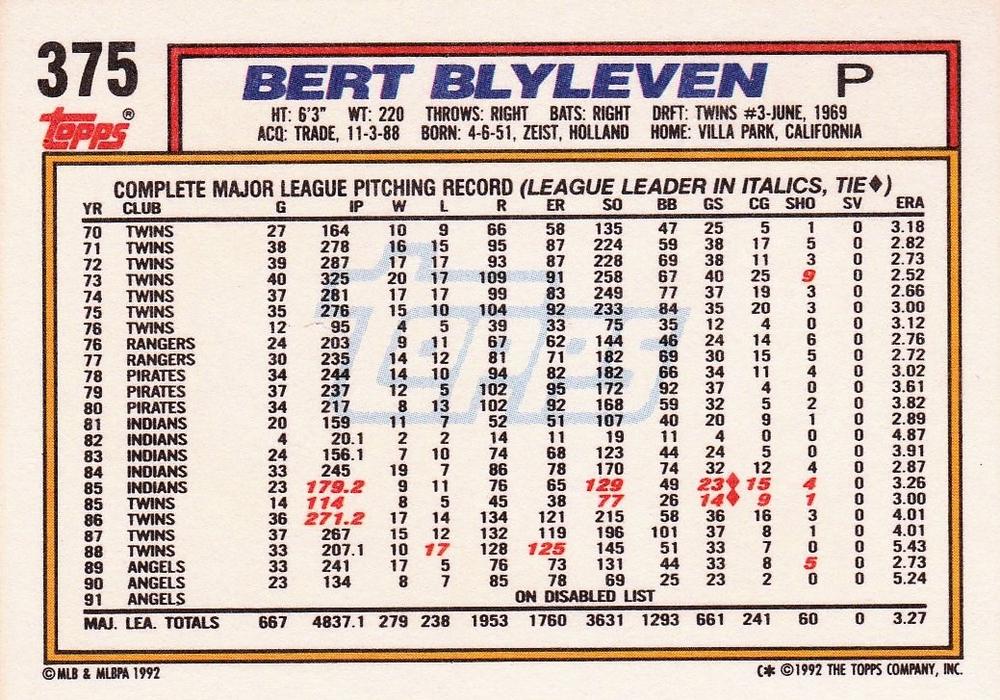 375 BERT BLYLEVEN P
topps®
HT: 6'3" WT: 220 THROWS: RIGHT BATS: RIGHT DRFT: TWINS #3-JUNE, 1969
ACQ: TRADE, 11-3-88 BORN: 4-6-51, ZEIST, HOLLAND HOME: VILLA PARK, CALIFORNIA
COMPLETE MAJOR LEAGUE PITCHING RECORD (LEAGUE LEADER IN ITALICS, TIE♦)
YR CLUB G IP W L R ER SO BB GS CG SHO SV ERA
70 TWINS 27 164 10 9 66 58 135 47 25 5 1 0 3.18
71 TWINS 38 278 16 15 95 87 224 59 38 17 5 0 2.82
72 TWINS 39 287 17 17 93 87 228 69 38 11 3 0 2.73
73 TWINS 40 325 20 17 109 91 258 67 40 25 9 0 2.52
74 TWINS 37 281 17 17 99 83 249 77 37 19 3 0 2.66
75 TWINS 35 276 15 10 104 92 233 84 35 20 3 0 3.00
76 TWINS 12 95 4 5 39 33 75 35 12 4 0 0 3.12
76 RANGERS 24 203 9 11 67 62 144 46 24 14 6 0 2.76
77 RANGERS 30 235 14 12 81 71 182 69 30 15 5 0 2.72
78 PIRATES 34 244 14 10 94 82 182 66 34 11 4 0 3.02
79 PIRATES 37 237 12 5 102 95 172 92 37 4 0 0 3.61
80 PIRATES 34 217 8 13 102 92 168 59 32 5 2 0 3.82
81 INDIANS 20 159 11 7 52 51 107 40 20 9 1 0 2.89
82 INDIANS 4 20.1 2 2 14 11 19 11 4 0 0 0 4.87
83 INDIANS 24 156.1 7 10 74 68 123 44 24 5 0 0 3.91
84 INDIANS 33 245 19 7 86 78 170 74 32 12 4 0 2.87
85 INDIANS 23 179.2 9 11 76 65 129 49 23♦ 15 4 0 3.26
85 TWINS 14 114 8 5 45 38 77 26 14♦ 9 1 0 3.00
86 TWINS 36 271.2 17 14 134 121 215 58 36 16 3 0 4.01
87 TWINS 37 267 15 12 132 119 196 101 37 8 1 0 4.01
88 TWINS 33 207.1 10 17 128 125 145 51 33 7 0 0 5.43
89 ANGELS 33 241 17 5 76 73 131 44 33 8 5 0 2.73
90 ANGELS 23 134 8 7 85 78 69 25 23 2 0 0 5.24
91 ANGELS ON DISABLED LIST
MAJ. LEA. TOTALS 667 4837.1 279 238 1953 1760 3631 1293 661 241 60 0 3.27
topps
©MLB & MLBPA 1992 C* ©1992 THE TOPPS COMPANY, INC.